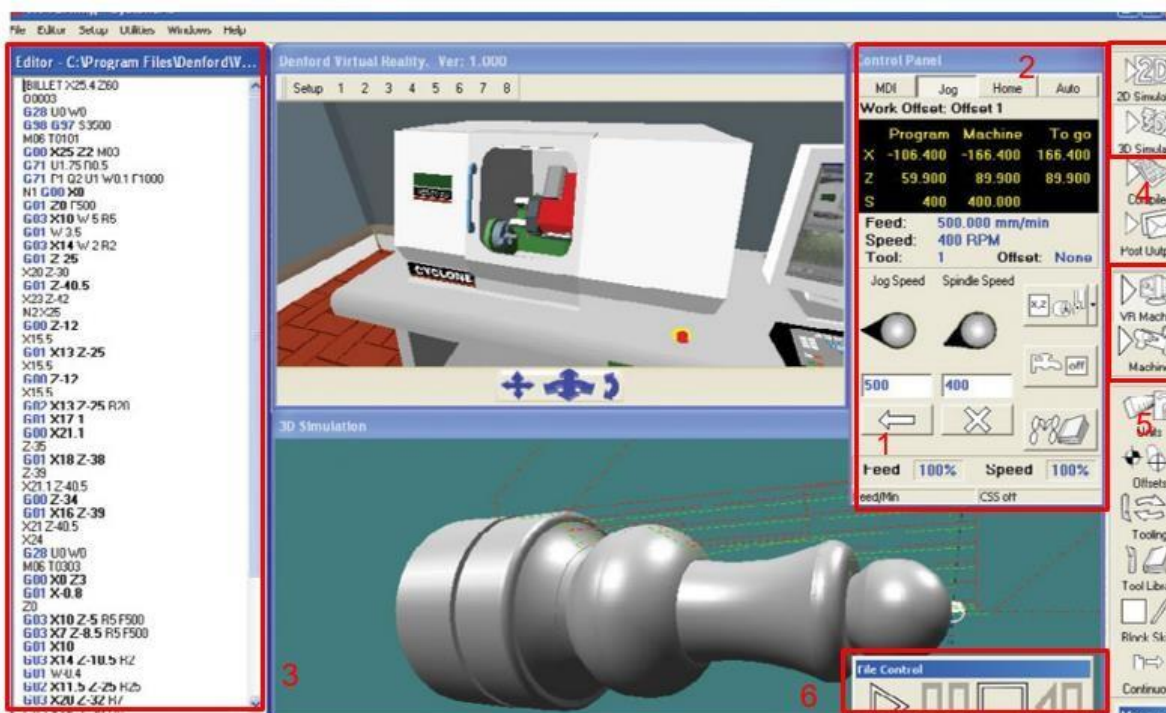 File Editor Setup Utilities Windows Help
Editor - C:\Program Files\Denford\V...
[BILLET X25.4 Z60
O0003
G28 U0 W0
G98 G97 S3500
M06 T0101
G00 X25 Z2 M03
G71 U1.75 R0.5
G71 P1 Q2 U1 W0.1 F1000
N1 G00 X0
G01 Z0 F500
G03 X10 W 5 R5
G01 W 3.5
G03 X14 W 2 R2
G01 Z 25
X20 Z-30
G01 Z-40.5
X23 Z-42
N2 X25
G00 Z-12
X15.5
G01 X13 Z-25
X15.5
G00 Z-12
X15.5
G02 X13 Z-25 R20
G01 X17 1
G00 X21.1
Z-35
G01 X18 Z-38
Z-39
X21.1 Z-40.5
G00 Z-34
G01 X16 Z-39
X21 Z-40.5
X24
G28 U0 W0
M06 T0303
G00 X0 Z3
G01 X-0.8
Z0
G03 X10 Z-5 R5 F500
G03 X7 Z-8.5 R5 F500
G01 X10
G03 X14 Z-10.5 R2
G01 W-0.4
G02 X11.5 Z-25 R25
G03 X20 Z-32 R7
Denford Virtual Reality. Ver: 1.000
Setup 1 2 3 4 5 6 7 8
CYCLONE
3D Simulation
3
6
Control Panel
2
MDI Jog Home Auto
Work Offset: Offset 1
Program Machine To go
X -106.400 -166.400 166.400
Z 59.900 89.900 89.900
S 400 400.000
Feed: 500.000 mm/min
Speed: 400 RPM
Tool: 1 Offset: None
Jog Speed Spindle Speed
X,Z
off
500 400
1
Feed 100% Speed 100%
eed/Min CSS off
File Control
2D
2D Simula
3D
3D Simula
4
Compile
Post Outp
VR Mach
Machine
5
Units
Offsets
Tooling
Tool Libr
Block Sk
Continuo